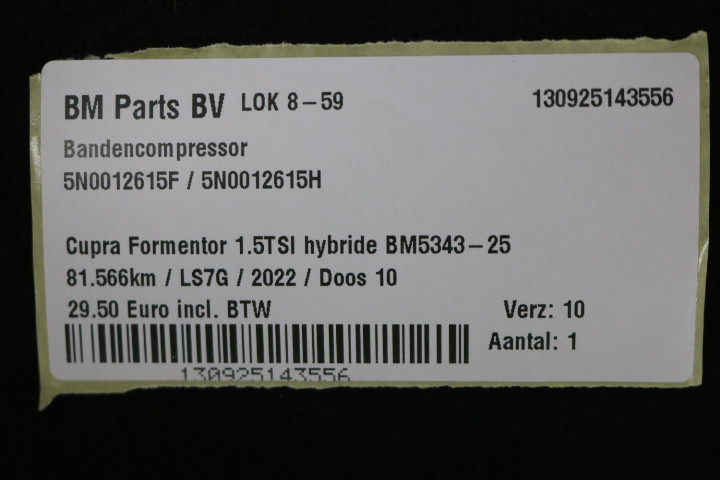 BM Parts BV LOK 8-59 130925143556
Bandencompressor
5N0012615F / 5N0012615H
Cupra Formentor 1.5TSI hybride BM5343-25
81.566km / LS7G / 2022 / Doos 10
29.50 Euro incl. BTW Verz: 10
Aantal: 1
130925143556